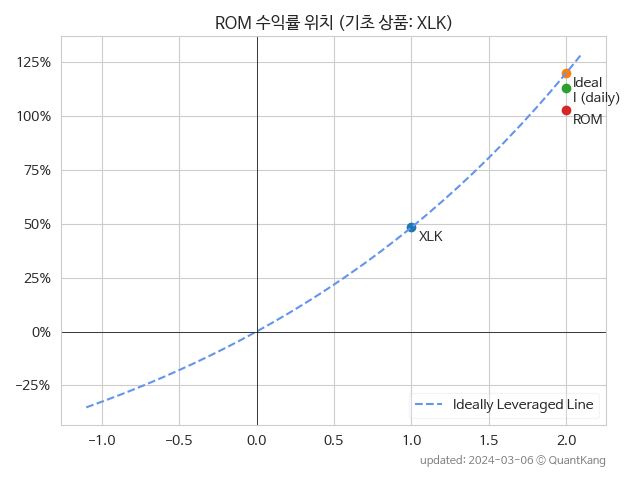 ROM 수익률 위치 (기초 상품: XLK)
125%
100%
75%
50%
25%
0%
−25%
Ideal
I (daily)
ROM
XLK
Ideally Leveraged Line
−1.0 −0.5 0.0 0.5 1.0 1.5 2.0
updated: 2024-03-06 © QuantKang